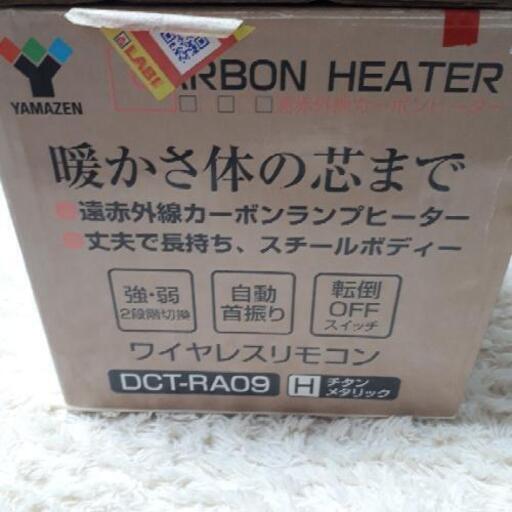 YAMAZEN
LABI
ARBON HEATER
遠赤外線カーボンヒーター
暖かさ体の芯まで
遠赤外線カーボンランプヒーター
丈夫で長持ち、スチールボディー
強・弱
2段階切換
自動
首振り
転倒
OFF
スイッチ
ワイヤレスリモコン
DCT-RA09
H
チタン
メタリック